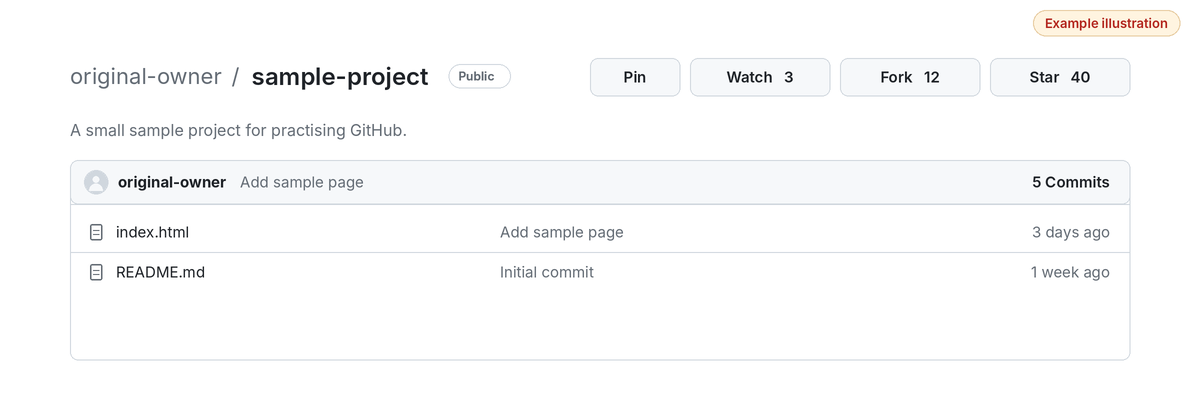 Example illustration
original-owner / sample-project Public Pin Watch 3 Fork 12 Star 40
A small sample project for practising GitHub.
original-owner Add sample page 5 Commits
index.html Add sample page 3 days ago
README.md Initial commit 1 week ago